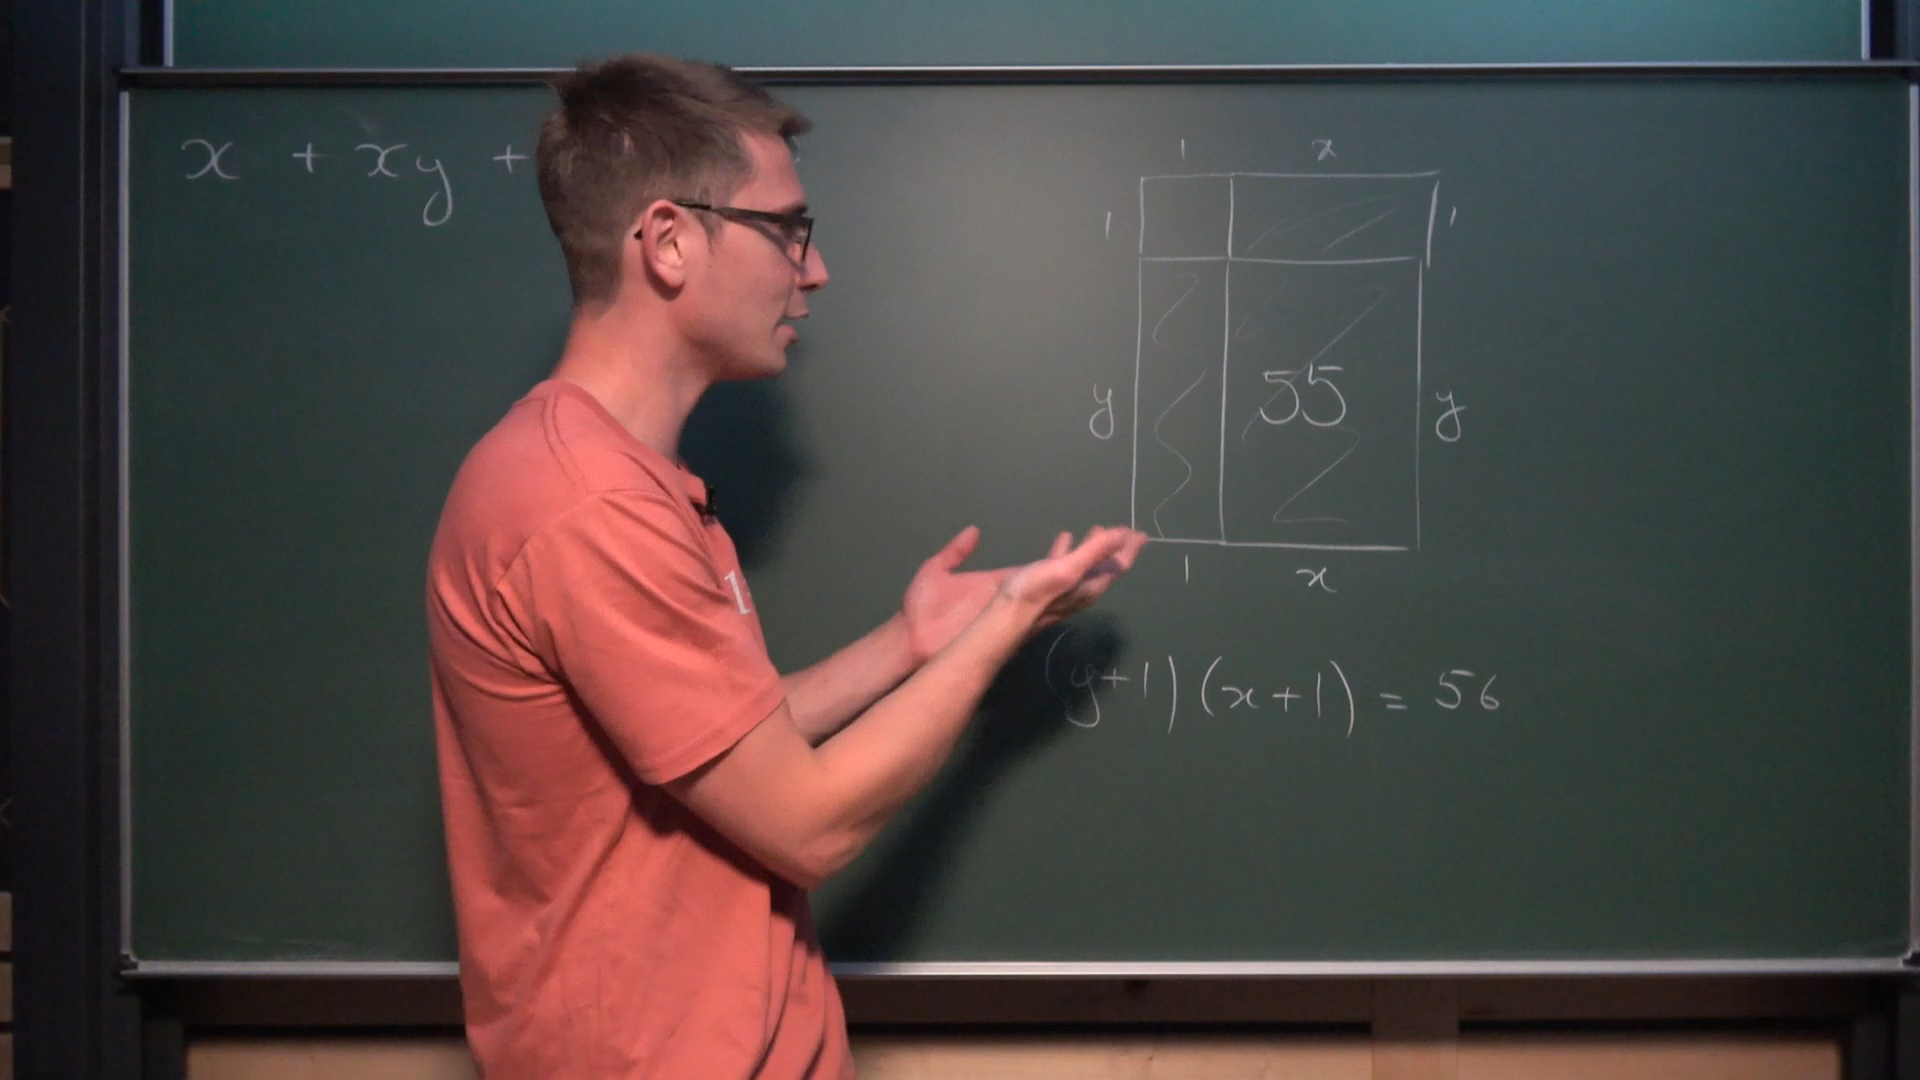 x + xy +
1 x
1 1
y 55 y
1 x
(y+1)(x+1) = 56